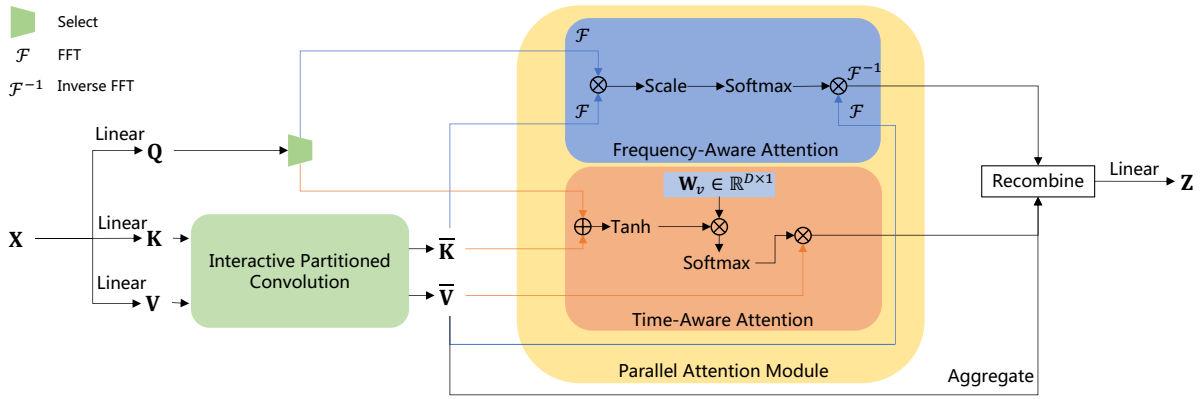 Select
ℱ FFT
ℱ⁻¹ Inverse FFT
ℱ
ℱ
Scale
Softmax
ℱ⁻¹
ℱ
Frequency-Aware Attention
Linear
Q
X
Linear
K
Linear
V
Interactive Partitioned
Convolution
K̅
V̅
W_v ∈ ℝ^{D×1}
Tanh
Softmax
Time-Aware Attention
Parallel Attention Module
Recombine
Linear
Z
Aggregate